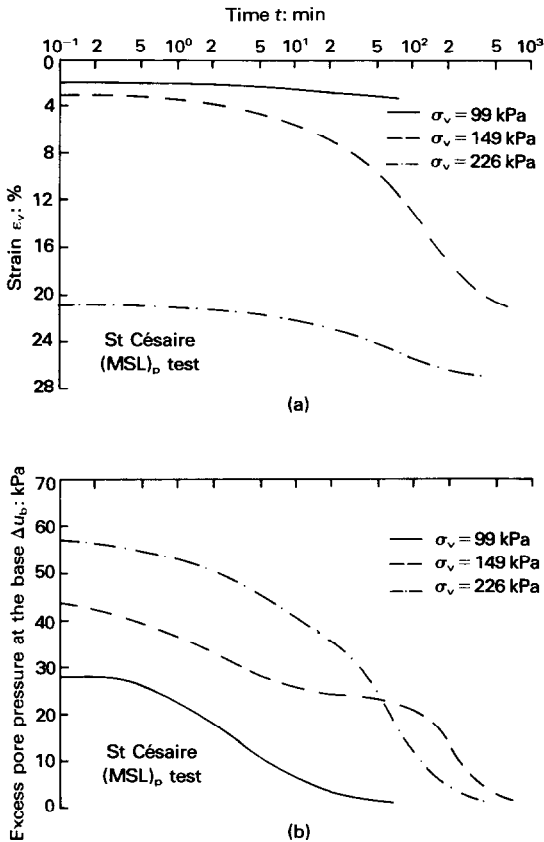 Time t: min
10⁻¹ 2 5 10⁰ 2 5 10¹ 2 5 10² 2 5 10³
0
4
8
12
16
20
24
28
Strain εᵥ: %
σᵥ = 99 kPa
σᵥ = 149 kPa
σᵥ = 226 kPa
St Césaire
(MSL)ₚ test
(a)
70
60
50
40
30
20
10
0
Excess pore pressure at the base Δu_b: kPa
σᵥ = 99 kPa
σᵥ = 149 kPa
σᵥ = 226 kPa
St Césaire
(MSL)ₚ test
(b)